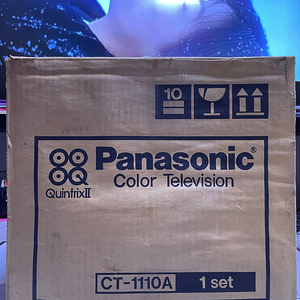 10
Panasonic®
Color Television
QuintrixII
CT-1110A 1 set